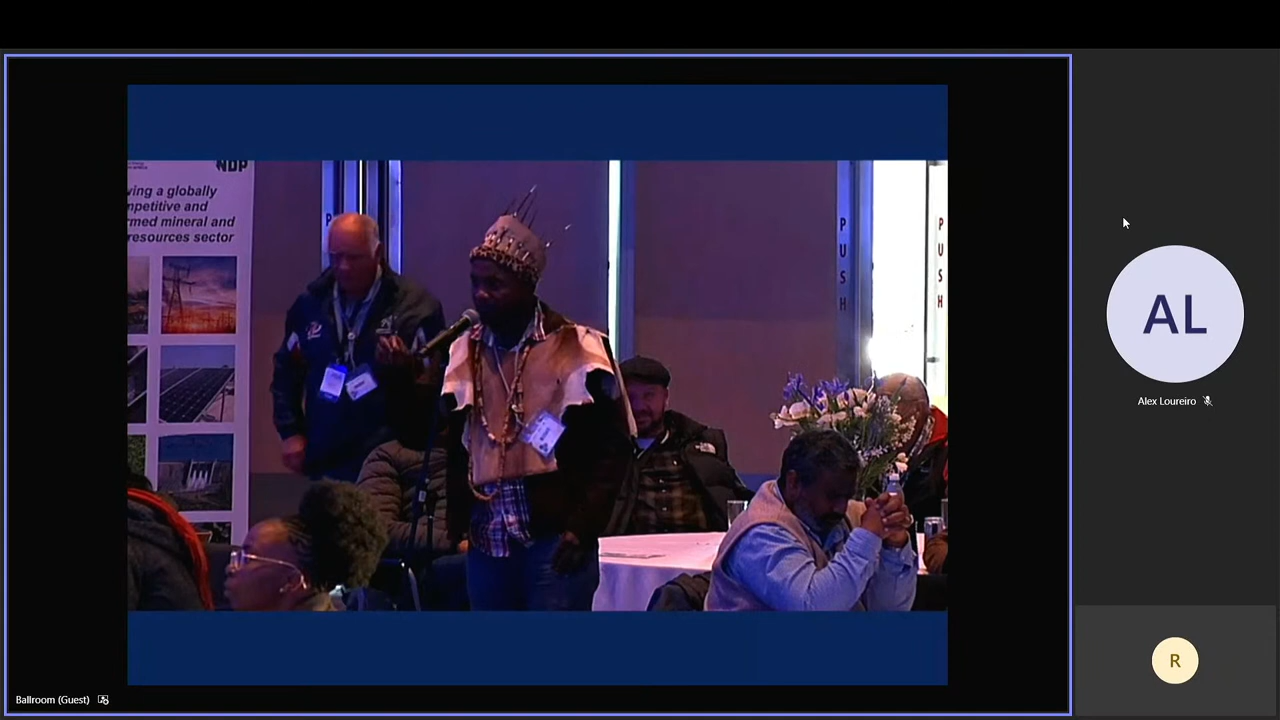 NDP
ving a globally
mpetitive and
rmed mineral and
resources sector
P
PUSH
PUSH
AL
Alex Loureiro
R
Ballroom (Guest)